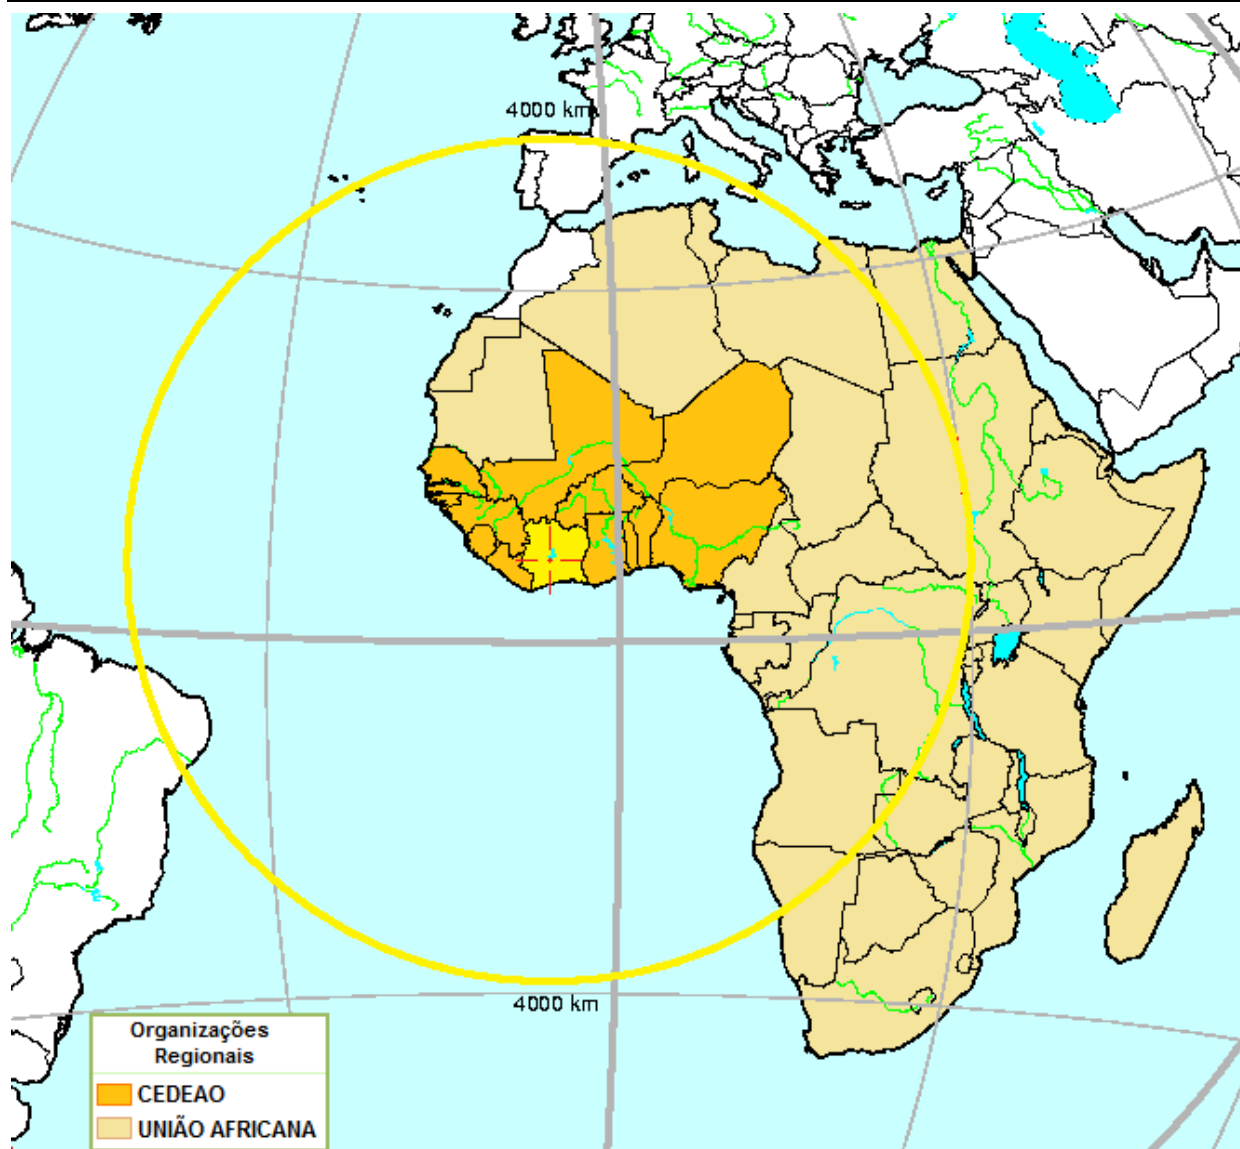 4000 km
4000 km
Organizações
Regionais
CEDEAO
UNIÃO AFRICANA